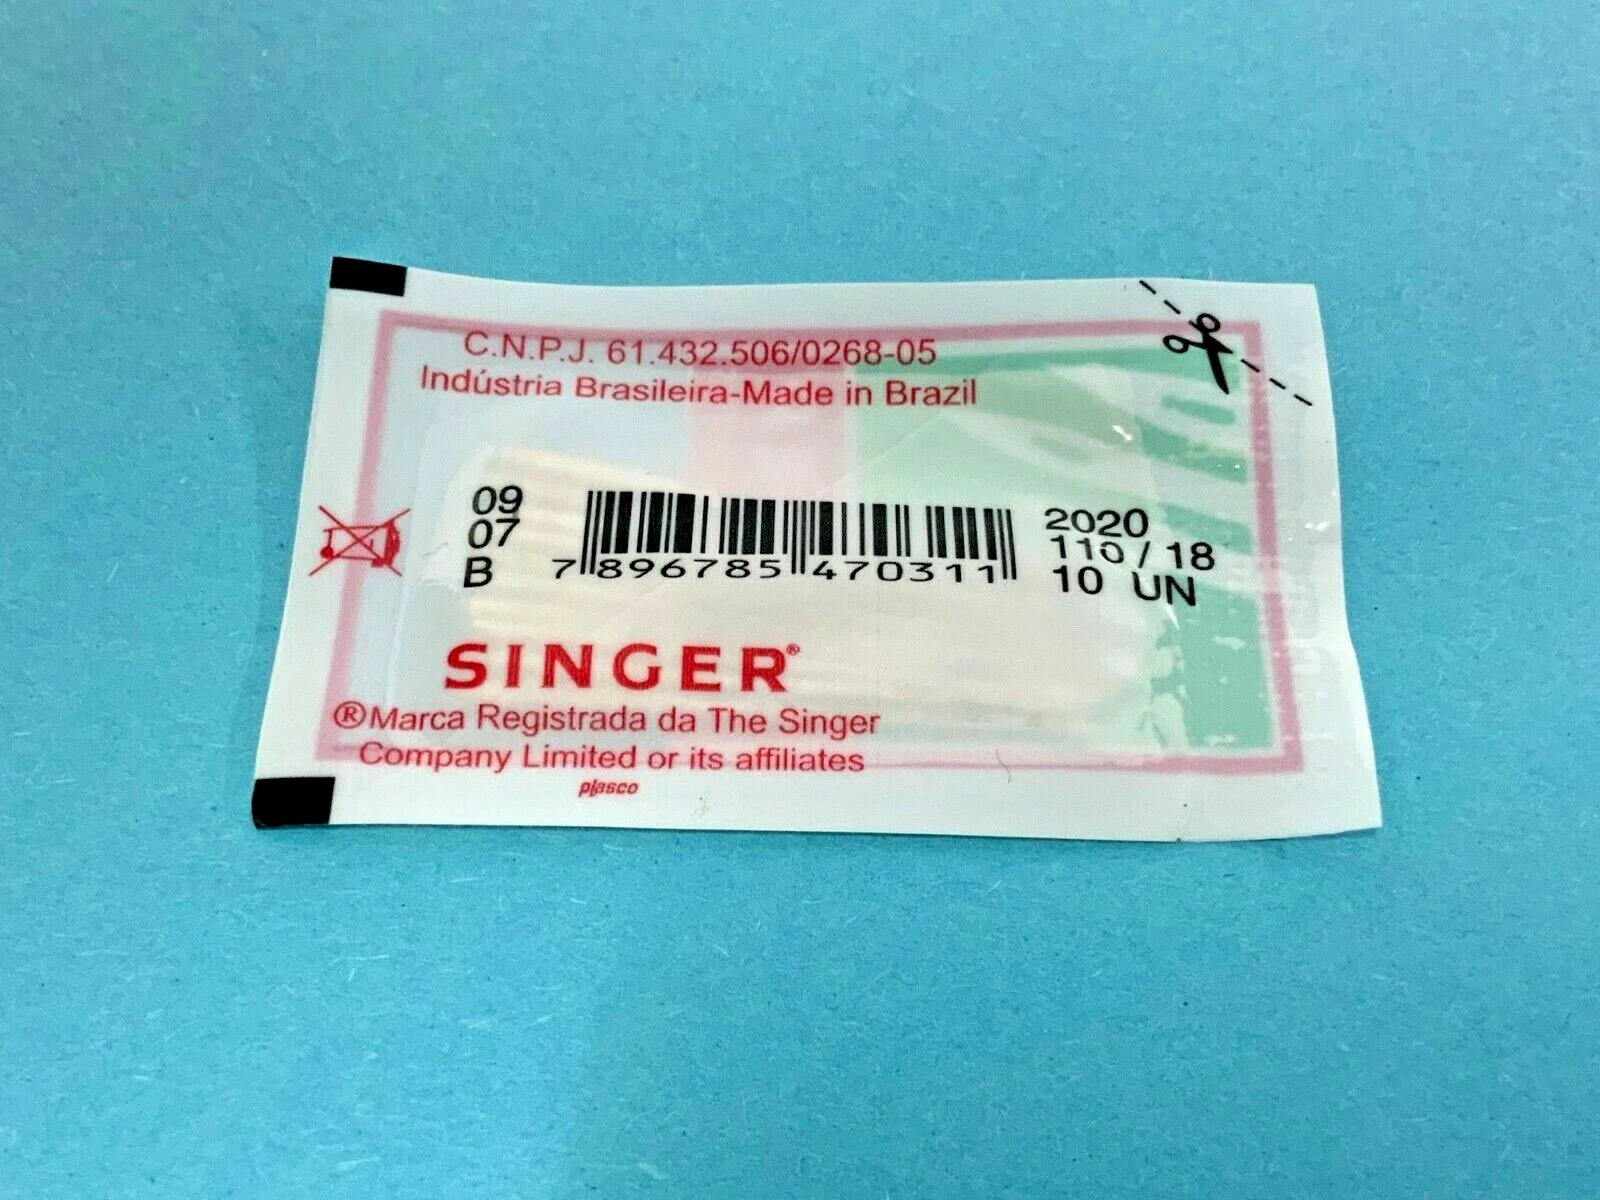 C.N.P.J. 61.432.506/0268-05
Indústria Brasileira-Made in Brazil
09
07
B
7 896785 470311
2020
110 / 18
10 UN
SINGER®
®Marca Registrada da The Singer
Company Limited or its affiliates
plasco